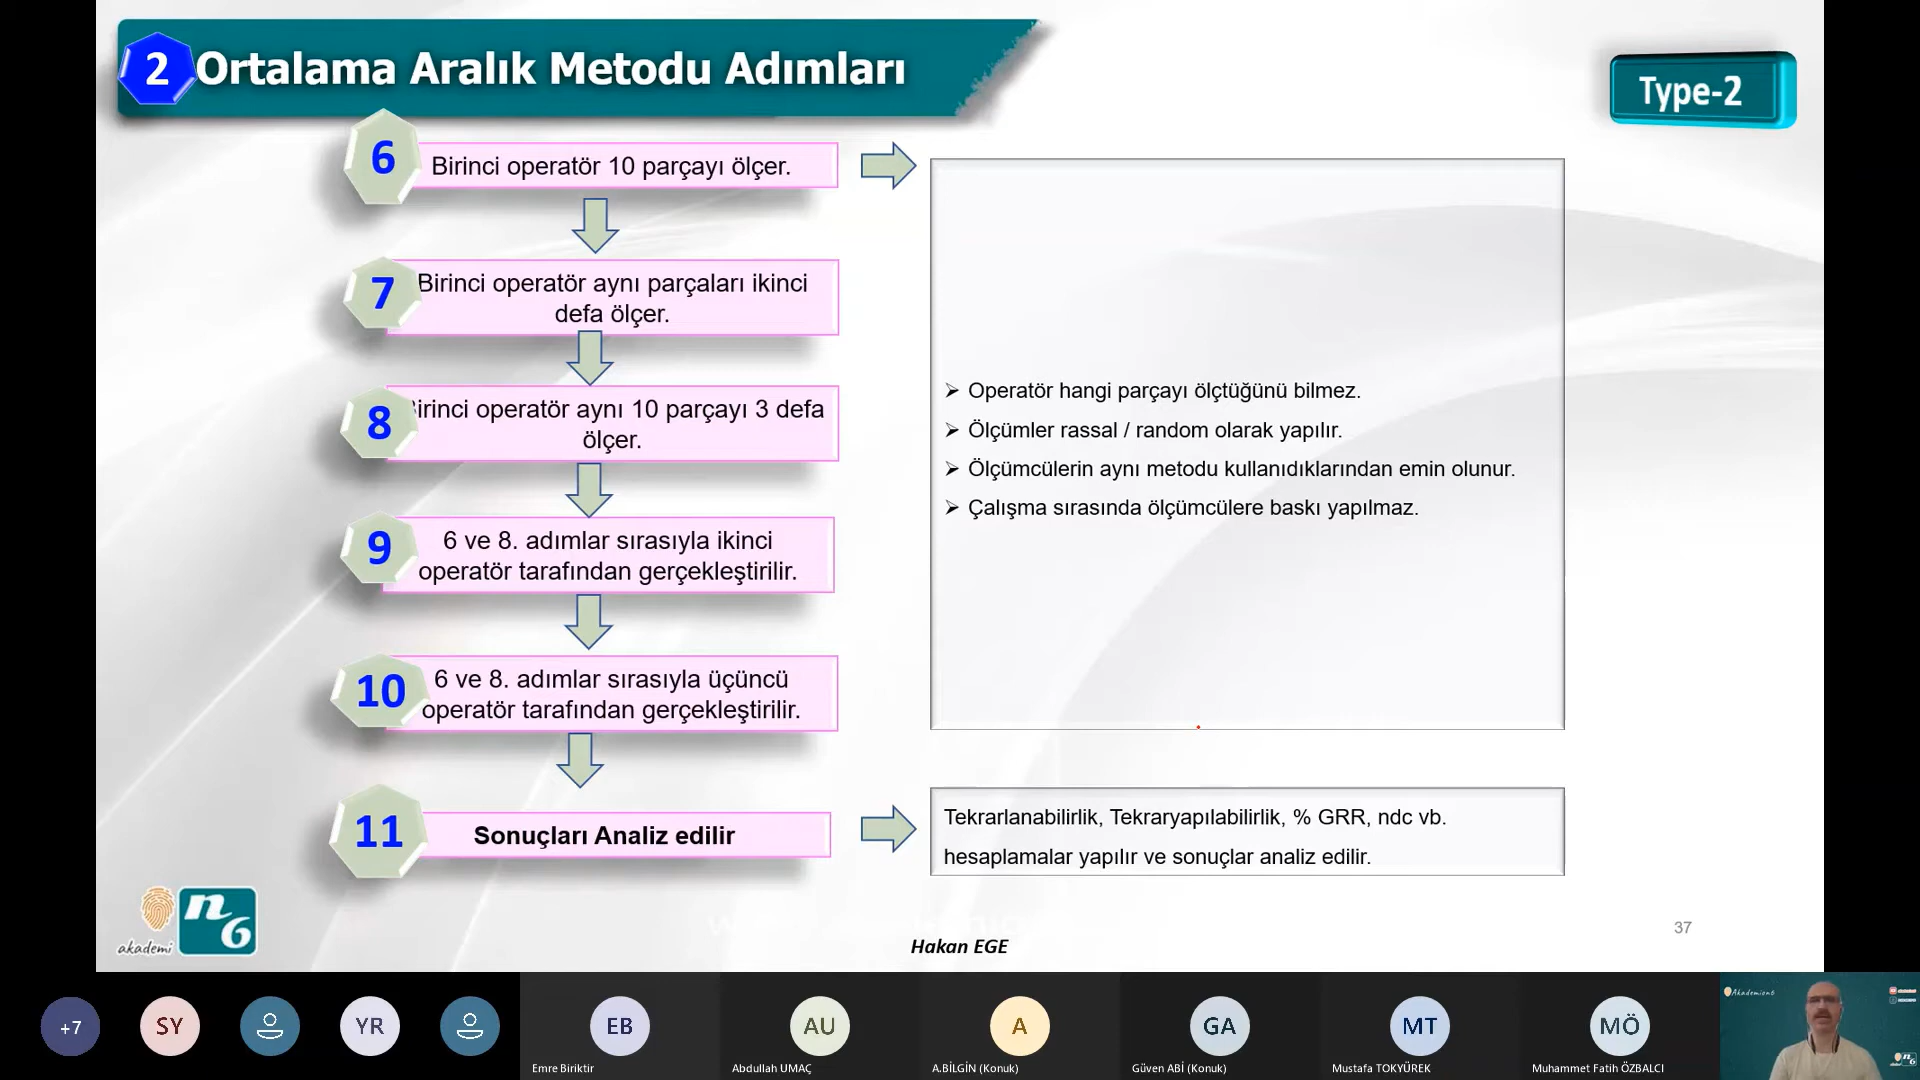 2 Ortalama Aralık Metodu Adımları
Type-2
6 Birinci operatör 10 parçayı ölçer.
7 Birinci operatör aynı parçaları ikinci
defa ölçer.
8 Birinci operatör aynı 10 parçayı 3 defa
ölçer.
9 6 ve 8. adımlar sırasıyla ikinci
operatör tarafından gerçekleştirilir.
10 6 ve 8. adımlar sırasıyla üçüncü
operatör tarafından gerçekleştirilir.
11 Sonuçları Analiz edilir
➢ Operatör hangi parçayı ölçtüğünü bilmez.
➢ Ölçümler rassal / random olarak yapılır.
➢ Ölçümcülerin aynı metodu kullanıdıklarından emin olunur.
➢ Çalışma sırasında ölçümcülere baskı yapılmaz.
Tekrarlanabilirlik, Tekraryapılabilirlik, % GRR, ndc vb.
hesaplamalar yapılır ve sonuçlar analiz edilir.
akademi n6
Hakan EGE
37
+7
SY
YR
EB
AU
A
GA
MT
MÖ
Emre Biriktir
Abdullah UMAÇ
A.BİLGİN (Konuk)
Güven ABİ (Konuk)
Mustafa TOKYÜREK
Muhammet Fatih ÖZBALCI